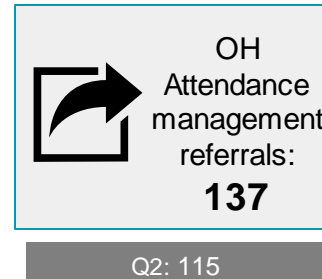 OH
Attendance
management
referrals:
137
Q2: 115